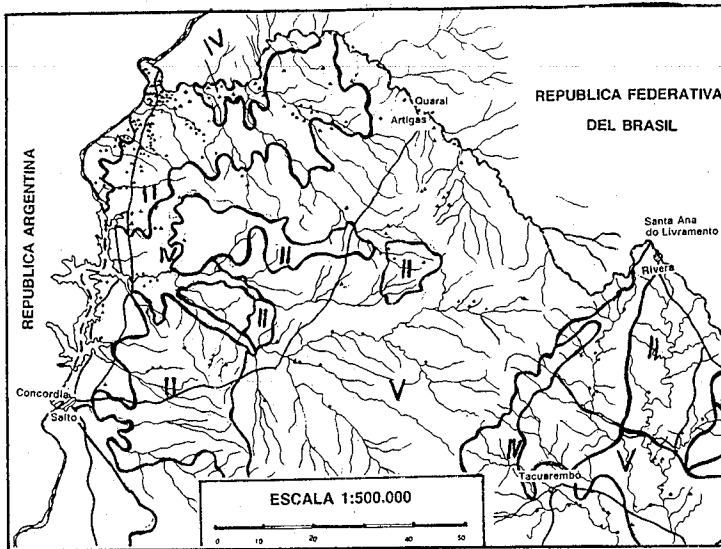 IV
Quaraí
Artigas
REPUBLICA FEDERATIVA
DEL BRASIL
REPUBLICA ARGENTINA
II
Santa Ana
do Livramento
Rivera
IV
II
II
II
II
II
V
Concordia
Salto
IV
V
Tacuarembó
ESCALA 1:500.000
0 10 20 30 40 50